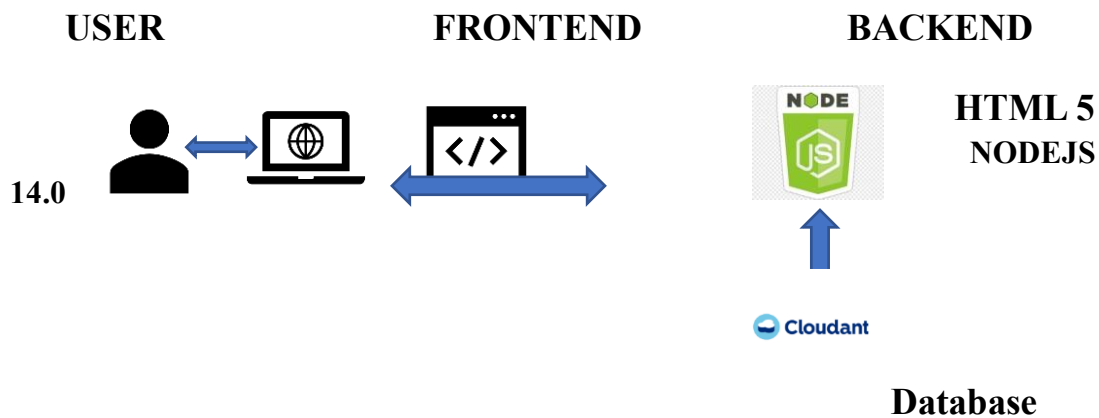 USER FRONTEND BACKEND
NODE
JS
</>
HTML 5
NODEJS
14.0
Cloudant
Database